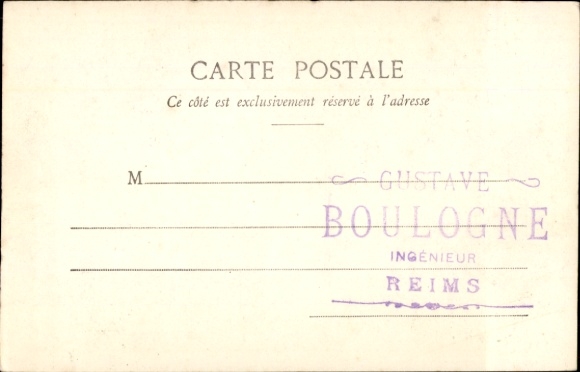 CARTE POSTALE
Ce côté est exclusivement réservé à l'adresse
M
GUSTAVE
BOULOGNE
INGÉNIEUR
REIMS